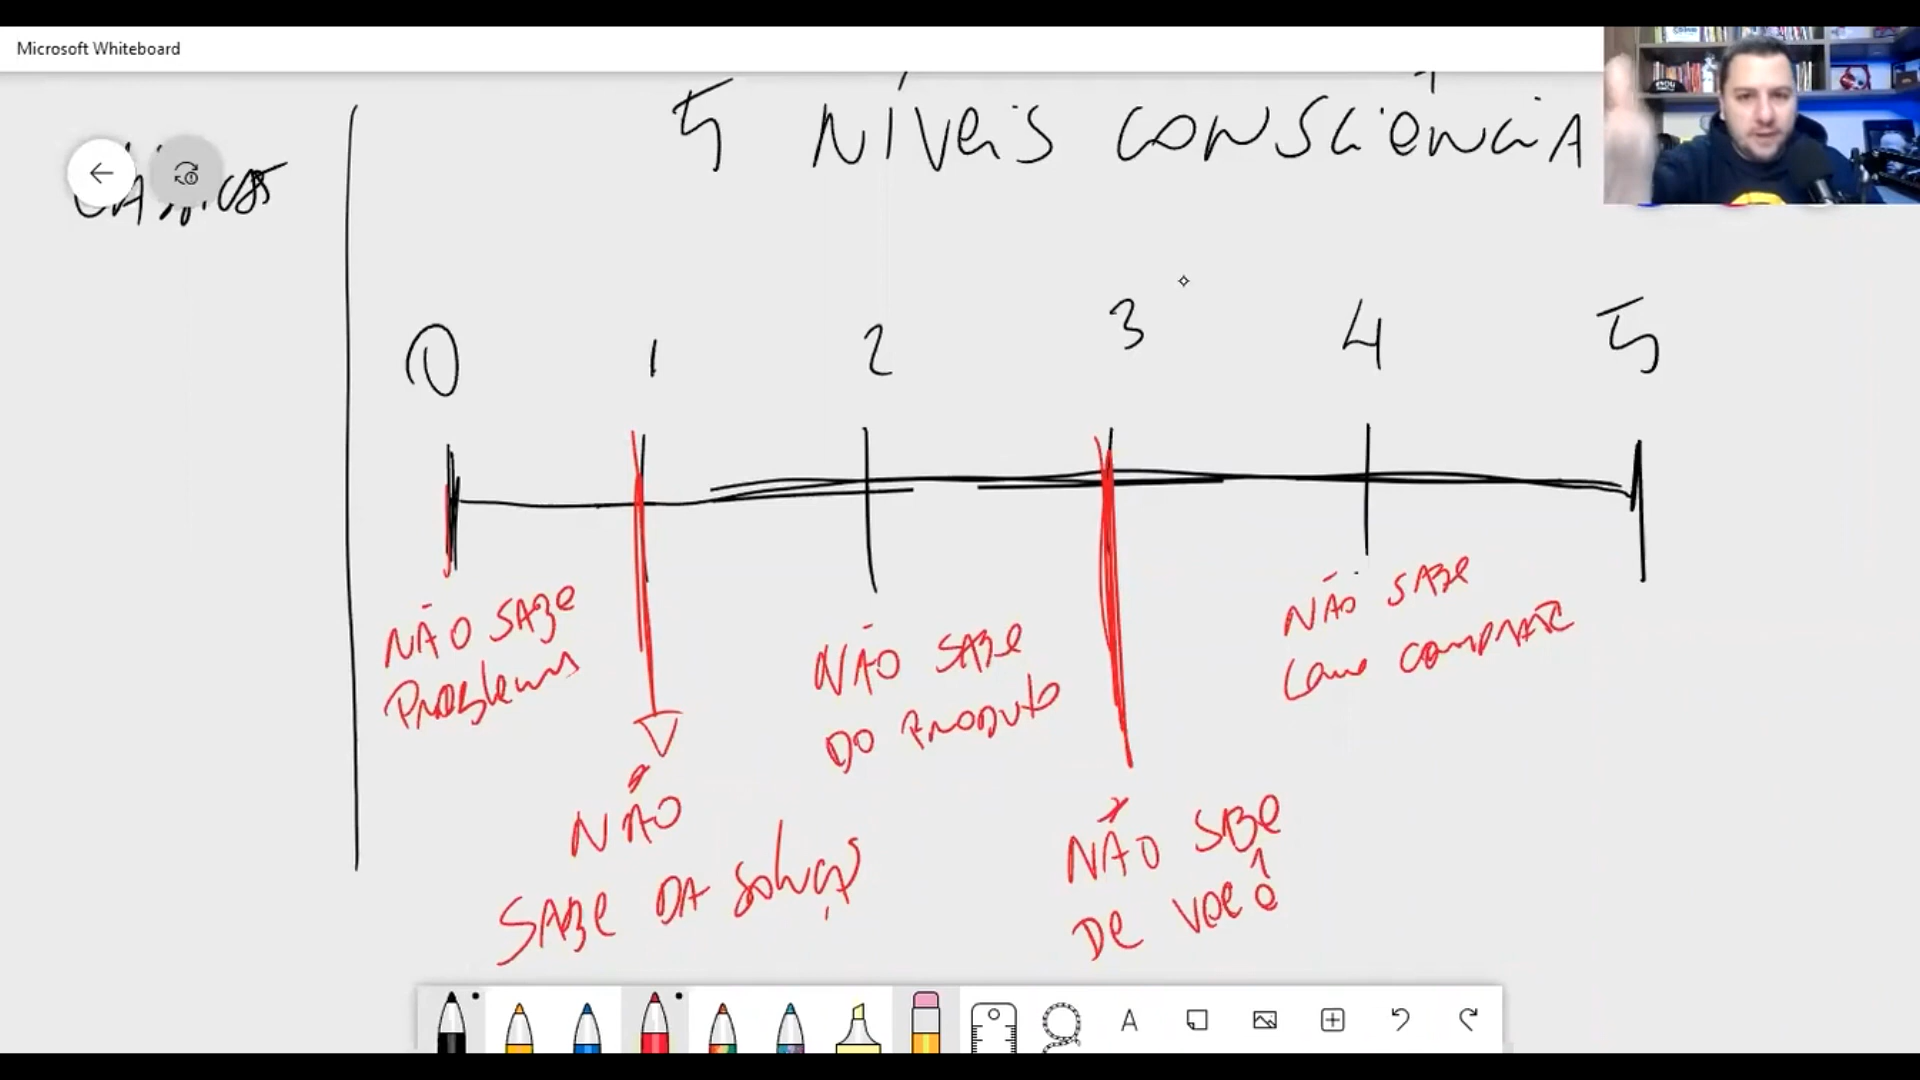 Microsoft Whiteboard
5 NÍVEIS CONSCIÊNCIA
0 1 2 3 4 5
NÃO SABE
PROBLEMA
NÃO
SABE DA SOLUÇÃO
NÃO SABE
DO PRODUTO
NÃO SABE
DE VOCÊ
NÃO SABE
COMO COMPRAR
A